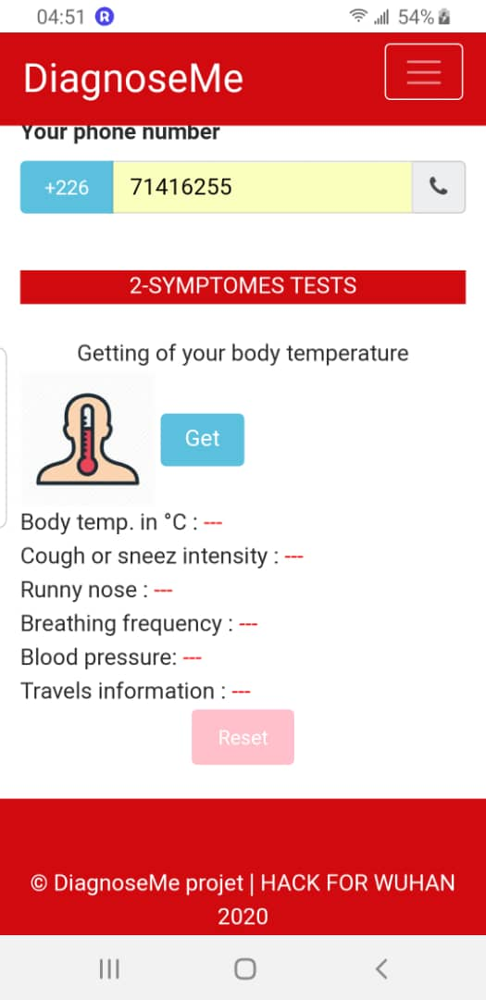 04:51 R 54%
DiagnoseMe
Your phone number
+226 71416255
2-SYMPTOMES TESTS
Getting of your body temperature
Get
Body temp. in °C : ---
Cough or sneez intensity : ---
Runny nose : ---
Breathing frequency : ---
Blood pressure: ---
Travels information : ---
Reset
© DiagnoseMe projet | HACK FOR WUHAN
2020